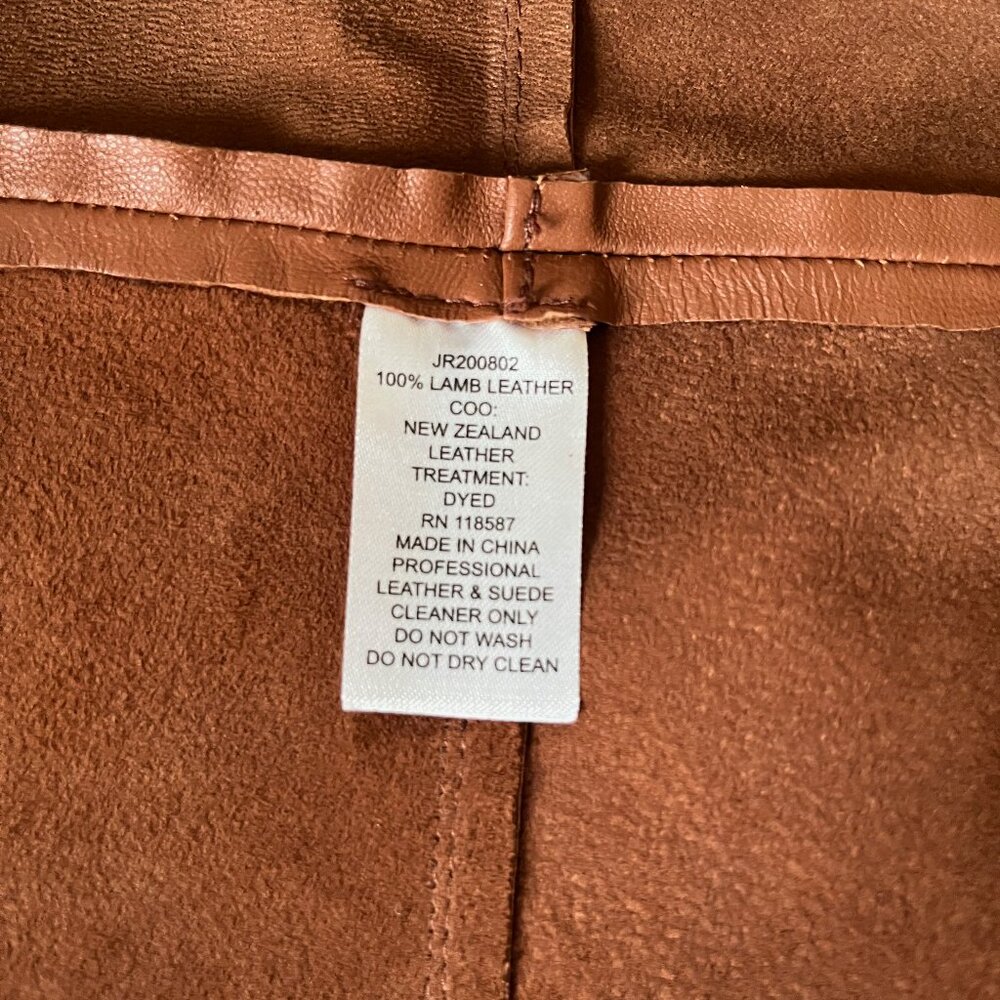 JR200802
100% LAMB LEATHER
COO:
NEW ZEALAND
LEATHER
TREATMENT:
DYED
RN 118587
MADE IN CHINA
PROFESSIONAL
LEATHER & SUEDE
CLEANER ONLY
DO NOT WASH
DO NOT DRY CLEAN